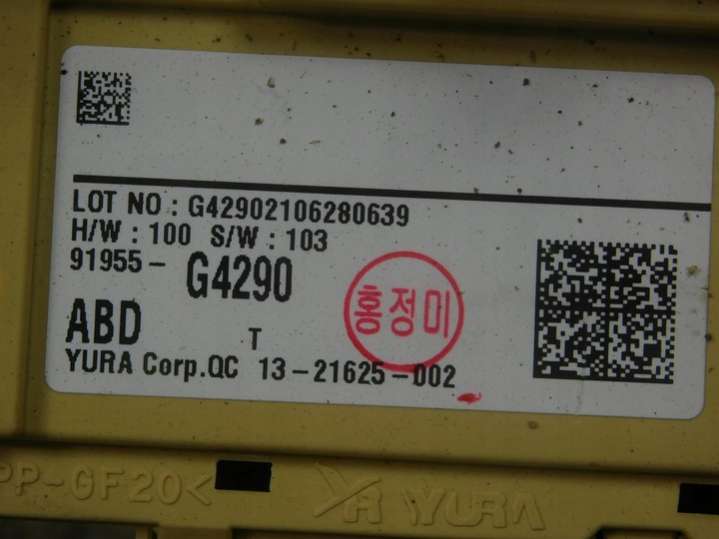 LOT NO : G42902106280639
H/W : 100 S/W : 103
91955- G4290
홍정미
ABD
T
YURA Corp.QC 13-21625-002
PP-GF20<
YR YURA